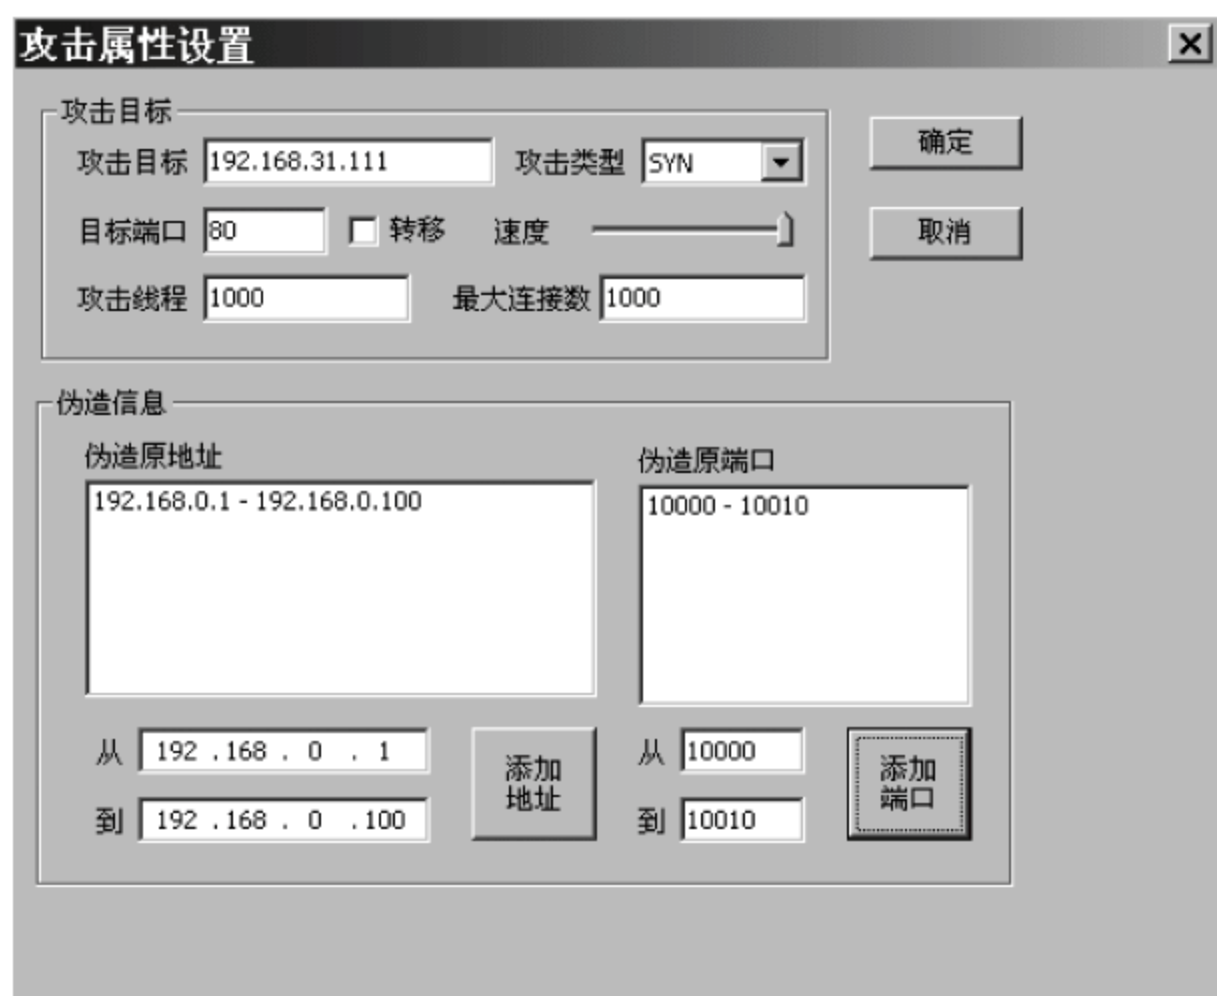 攻击属性设置
攻击目标
攻击目标 192.168.31.111 攻击类型 SYN
目标端口 80 转移 速度
攻击线程 1000 最大连接数 1000
确定
取消
伪造信息
伪造原地址
192.168.0.1 - 192.168.0.100
从 192 .168 . 0 . 1
到 192 .168 . 0 .100
添加
地址
伪造原端口
10000 - 10010
从 10000
到 10010
添加
端口